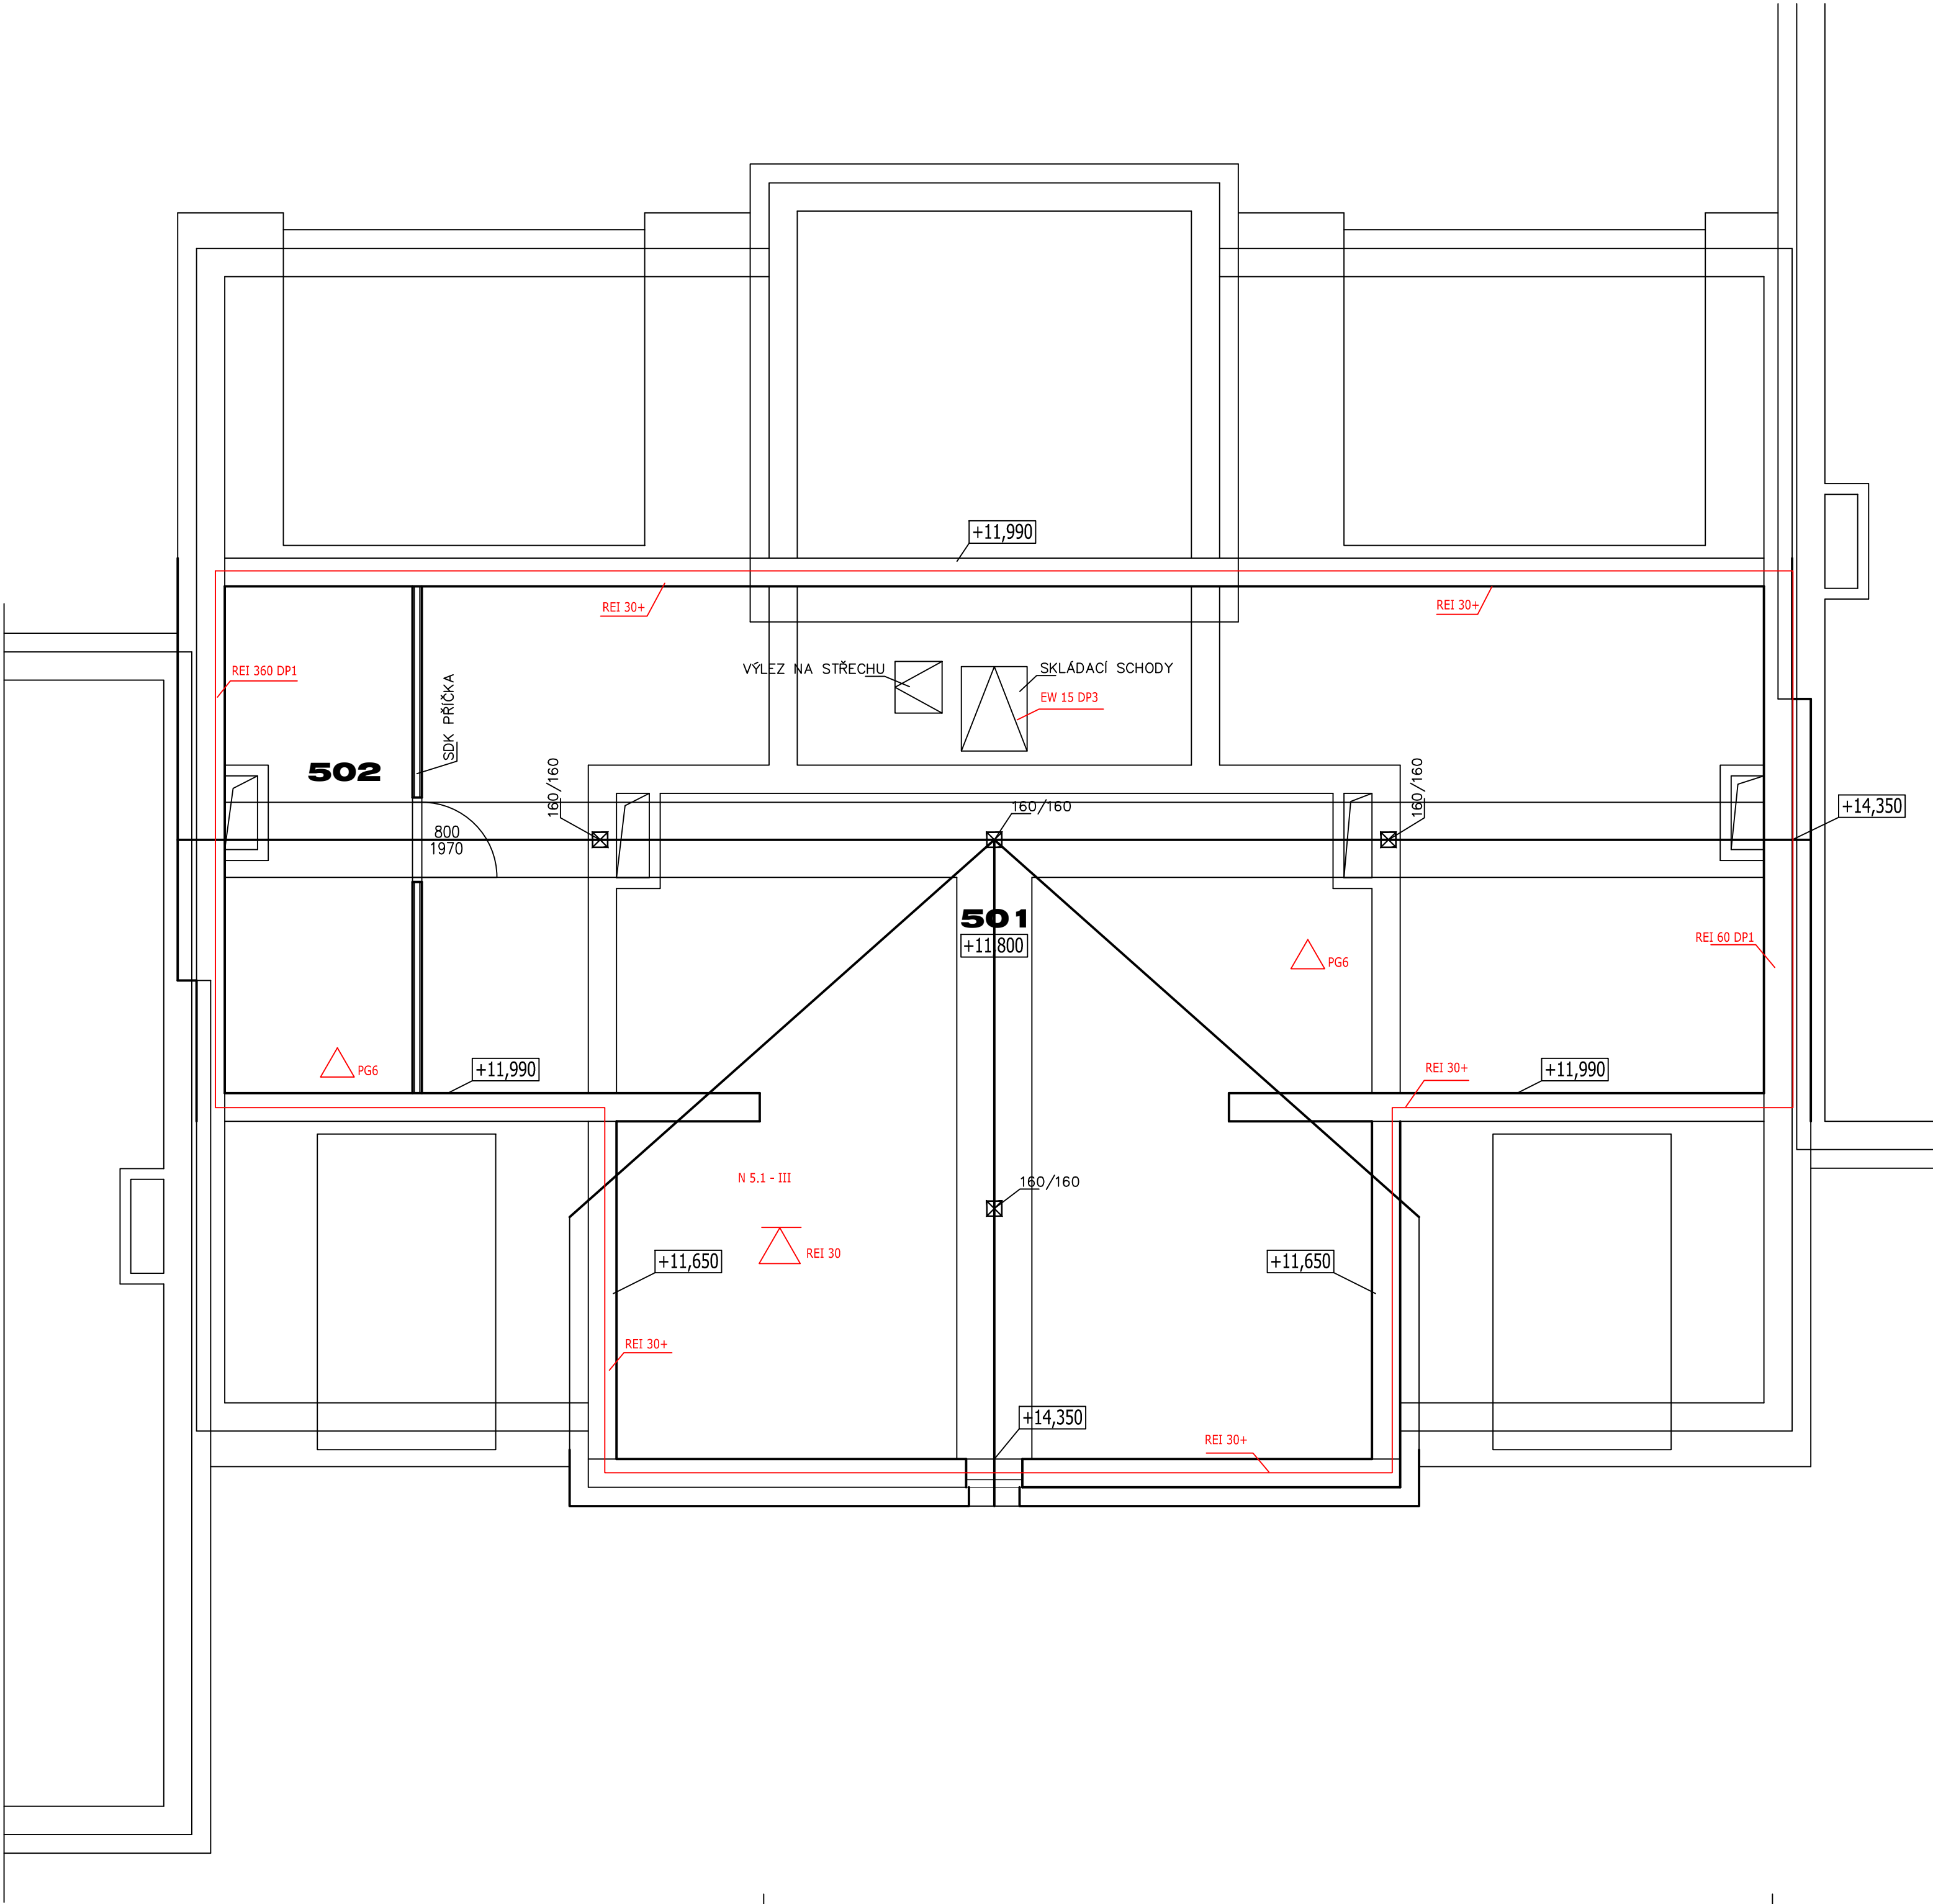 +11,990
REI 30+
REI 30+
REI 360 DP1
SDK PŘÍČKA
VÝLEZ NA STŘECHU
SKLÁDACÍ SCHODY
EW 15 DP3
502
160/160
160/160
160/160
+14,350
800
1970
501
+11,800
PG6
REI 60 DP1
PG6
+11,990
REI 30+
+11,990
N 5.1 - III
160/160
REI 30
+11,650
+11,650
REI 30+
+14,350
REI 30+